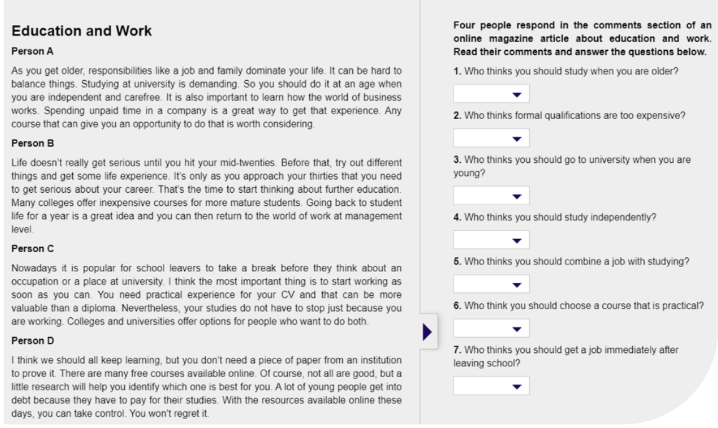 Education and Work
Person A
As you get older, responsibilities like a job and family dominate your life. It can be hard to
balance things. Studying at university is demanding. So you should do it at an age when
you are independent and carefree. It is also important to learn how the world of business
works. Spending unpaid time in a company is a great way to get that experience. Any
course that can give you an opportunity to do that is worth considering.
Person B
Life doesn't really get serious until you hit your mid-twenties. Before that, try out different
things and get some life experience. It's only as you approach your thirties that you need
to get serious about your career. That's the time to start thinking about further education.
Many colleges offer inexpensive courses for more mature students. Going back to student
life for a year is a great idea and you can then return to the world of work at management
level.
Person C
Nowadays it is popular for school leavers to take a break before they think about an
occupation or a place at university. I think the most important thing is to start working as
soon as you can. You need practical experience for your CV and that can be more
valuable than a diploma. Nevertheless, your studies do not have to stop just because you
are working. Colleges and universities offer options for people who want to do both.
Person D
I think we should all keep learning, but you don't need a piece of paper from an institution
to prove it. There are many free courses available online. Of course, not all are good, but a
little research will help you identify which one is best for you. A lot of young people get into
debt because they have to pay for their studies. With the resources available online these
days, you can take control. You won't regret it.
Four people respond in the comments section of an
online magazine article about education and work.
Read their comments and answer the questions below.
1. Who thinks you should study when you are older?
2. Who thinks formal qualifications are too expensive?
3. Who thinks you should go to university when you are
young?
4. Who thinks you should study independently?
5. Who thinks you should combine a job with studying?
6. Who think you should choose a course that is practical?
7. Who thinks you should get a job immediately after
leaving school?